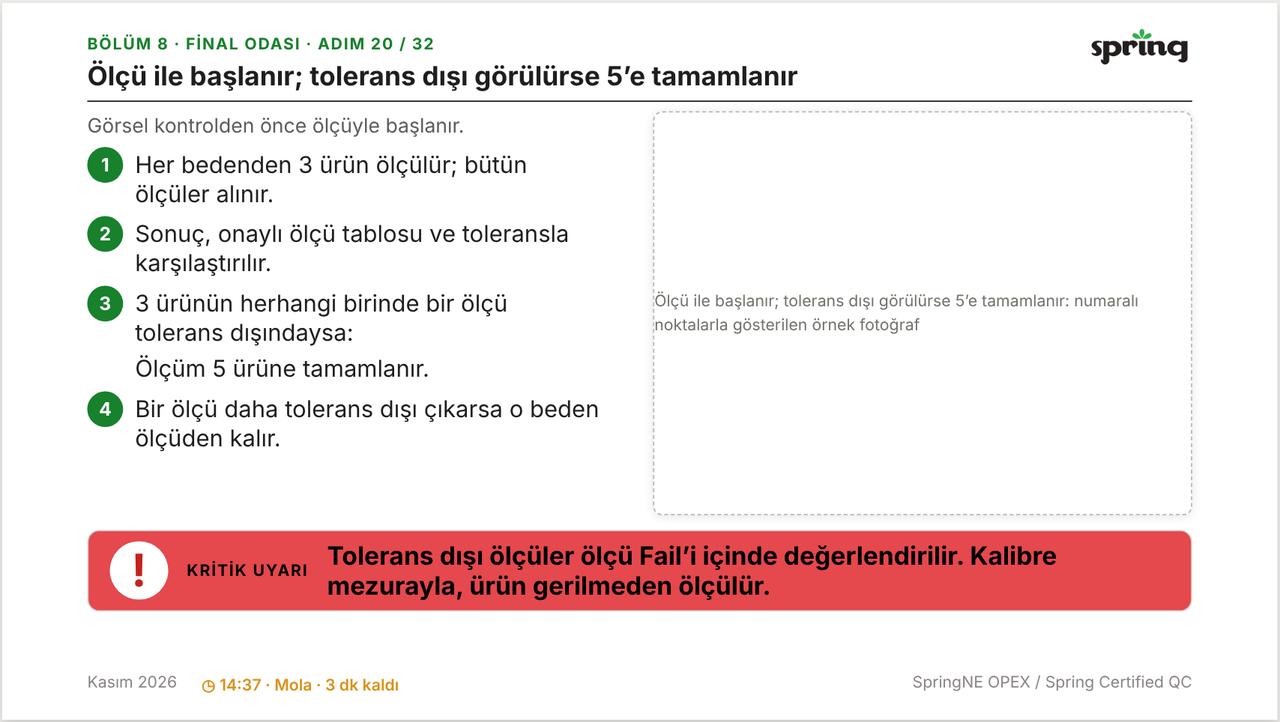 BÖLÜM 8 · FİNAL ODASI · ADIM 20 / 32
spring
Ölçü ile başlanır; tolerans dışı görülürse 5’e tamamlanır
Görsel kontrolden önce ölçüyle başlanır.
1 Her bedenden 3 ürün ölçülür; bütün
ölçüler alınır.
2 Sonuç, onaylı ölçü tablosu ve toleransla
karşılaştırılır.
3 3 ürünün herhangi birinde bir ölçü
tolerans dışındaysa:
Ölçüm 5 ürüne tamamlanır.
4 Bir ölçü daha tolerans dışı çıkarsa o beden
ölçüden kalır.
Ölçü ile başlanır; tolerans dışı görülürse 5’e tamamlanır: numaralı
noktalarla gösterilen örnek fotoğraf
! KRİTİK UYARI
Tolerans dışı ölçüler ölçü Fail’i içinde değerlendirilir. Kalibre
mezurayla, ürün gerilmeden ölçülür.
Kasım 2026
◷ 14:37 · Mola · 3 dk kaldı
SpringNE OPEX / Spring Certified QC